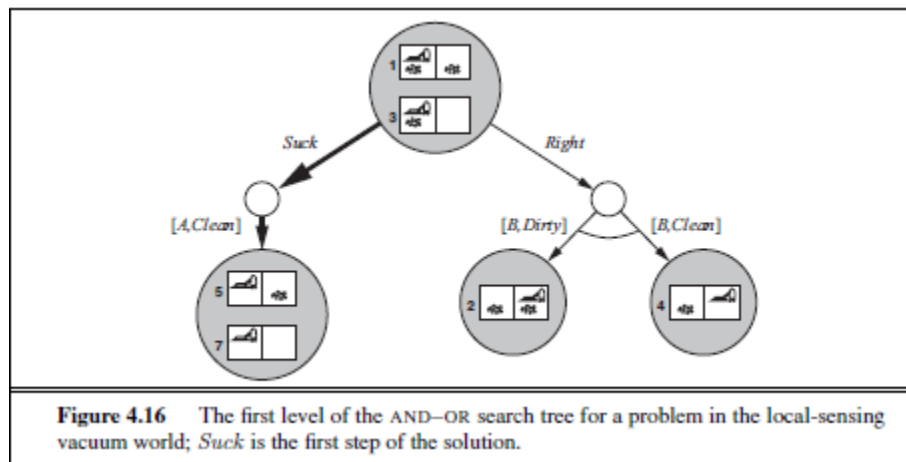 1
3
Suck
Right
[A,Clean]
[B,Dirty]
[B,Clean]
5
7
2
4
Figure 4.16 The first level of the AND–OR search tree for a problem in the local-sensing
vacuum world; Suck is the first step of the solution.